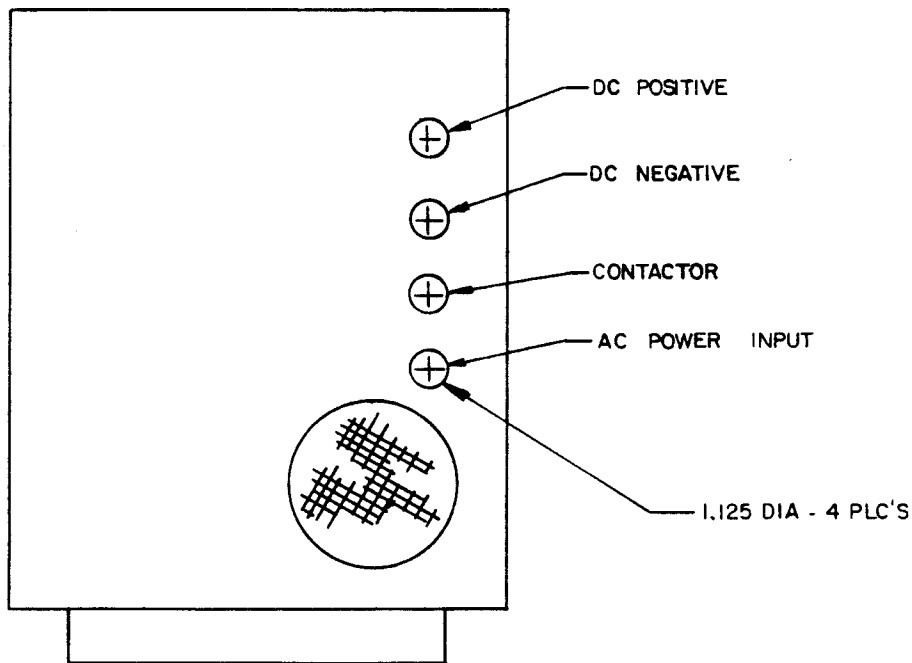 DC POSITIVE
DC NEGATIVE
CONTACTOR
AC POWER INPUT
1.125 DIA - 4 PLC'S